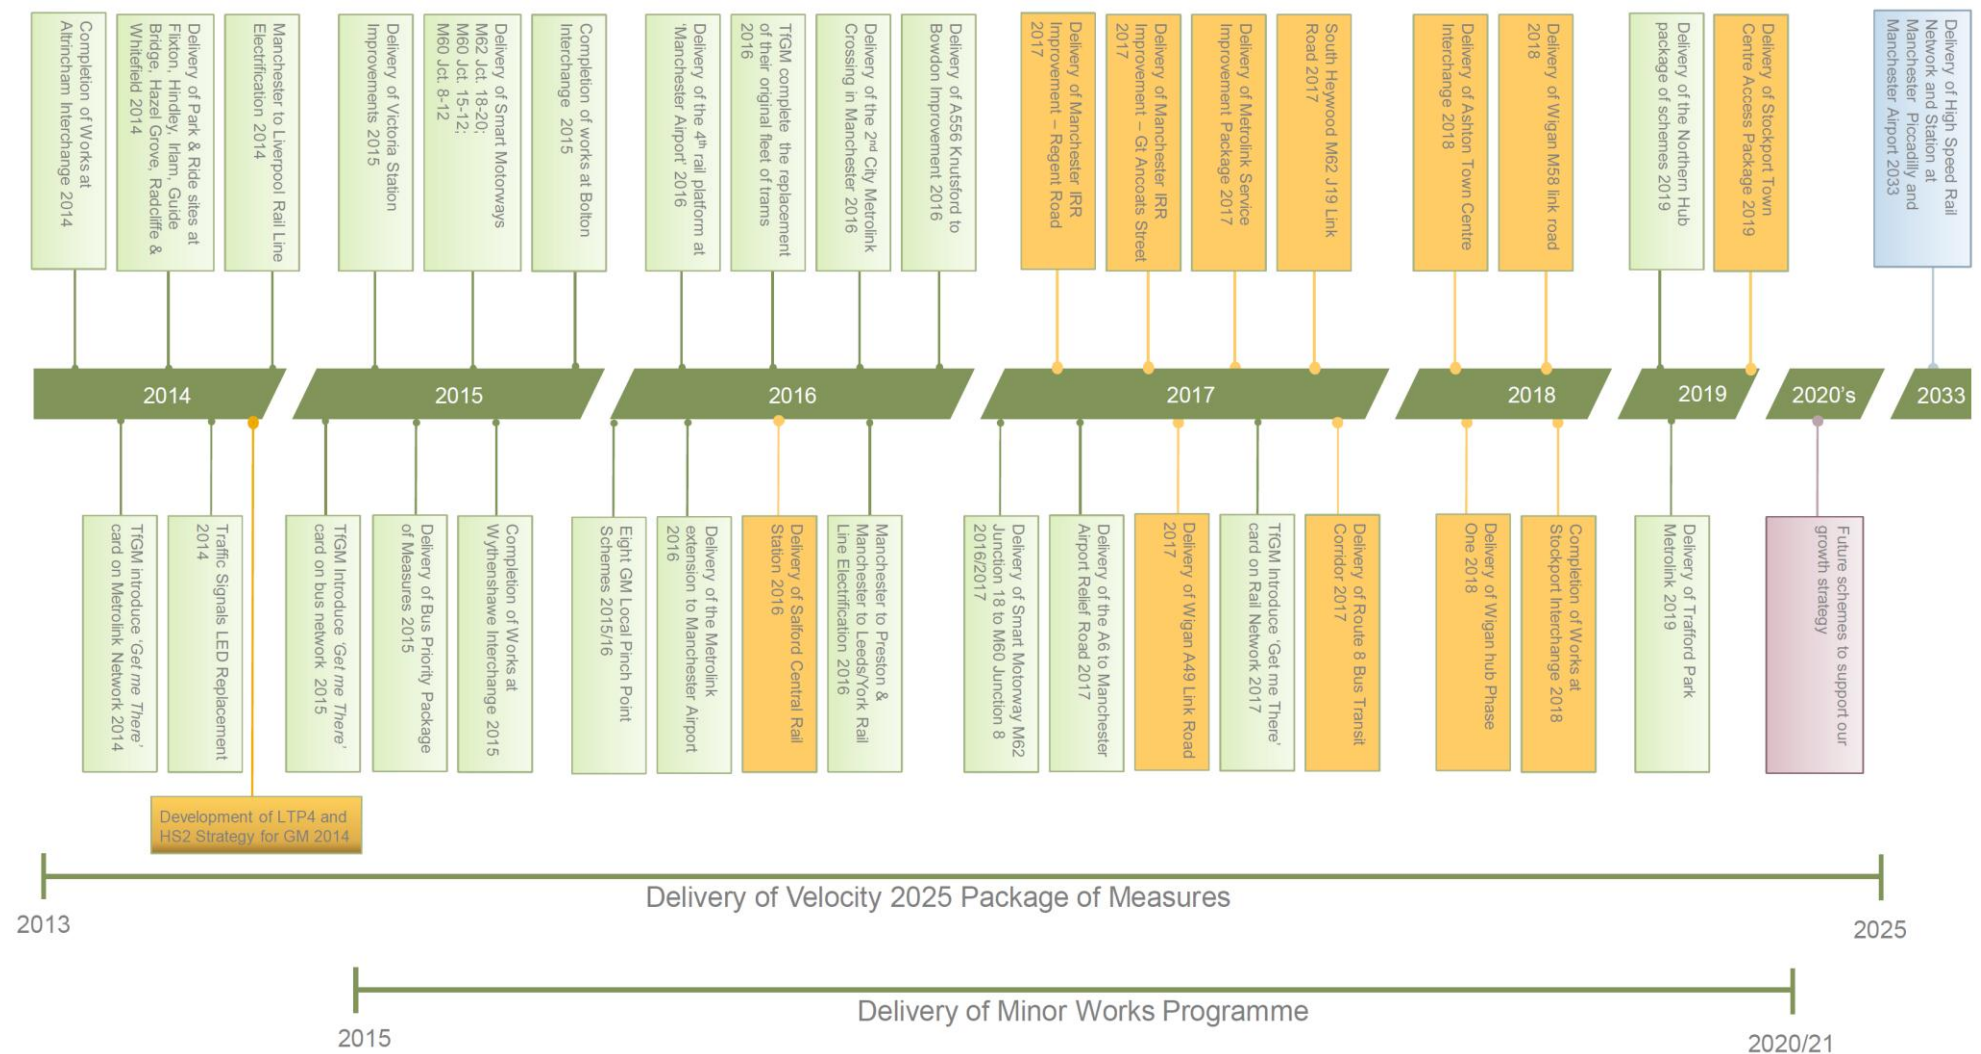 Completion of Works at
Altrincham Interchange 2014
Delivery of Park & Ride sites at
Flixton, Hindley, Irlam, Guide
Bridge, Hazel Grove, Radcliffe &
Whitefield 2014
Manchester to Liverpool Rail Line
Electrification 2014
Delivery of Victoria Station
Improvements 2015
Delivery of Smart Motorways
M62 Jct. 18-20;
M60 Jct. 15-12;
M60 Jct. 8-12
Completion of works at Bolton
Interchange 2015
Delivery of the 4th rail platform at
'Manchester Airport' 2016
TfGM complete the replacement
of their original fleet of trams
2016
Delivery of the 2nd City Metrolink
Crossing in Manchester 2016
Delivery of A556 Knutsford to
Bowdon Improvement 2016
Delivery of Manchester IRR
Improvement – Regent Road
2017
Delivery of Manchester IRR
Improvement – Gt Ancoats Street
2017
Delivery of Metrolink Service
Improvement Package 2017
South Heywood M62 J19 Link
Road 2017
Delivery of Ashton Town Centre
Interchange 2018
Delivery of Wigan M58 link road
2018
Delivery of the Northern Hub
package of schemes 2019
Delivery of Stockport Town
Centre Access Package 2019
Delivery of High Speed Rail
Network and Station at
Manchester Piccadilly and
Manchester Airport 2033
2014
2015
2016
2017
2018
2019
2020's
2033
TfGM introduce 'Get me There'
card on Metrolink Network 2014
Traffic Signals LED Replacement
2014
Development of LTP4 and
HS2 Strategy for GM 2014
TfGM Introduce 'Get me There'
card on bus network 2015
Delivery of Bus Priority Package
of Measures 2015
Completion of Works at
Wythenshawe Interchange 2015
Eight GM Local Pinch Point
Schemes 2015/16
Delivery of the Metrolink
extension to Manchester Airport
2016
Delivery of Salford Central Rail
Station 2016
Manchester to Preston &
Manchester to Leeds/York Rail
Line Electrification 2016
Delivery of Smart Motorway M62
Junction 18 to M60 Junction 8
2016/2017
Delivery of the A6 to Manchester
Airport Relief Road 2017
Delivery of Wigan A49 Link Road
2017
TfGM Introduce 'Get me There'
card on Rail Network 2017
Delivery of Route 8 Bus Transit
Corridor 2017
Delivery of Wigan hub Phase
One 2018
Completion of Works at
Stockport Interchange 2018
Delivery of Trafford Park
Metrolink 2019
Future schemes to support our
growth strategy
Delivery of Velocity 2025 Package of Measures
2013
2025
Delivery of Minor Works Programme
2015
2020/21